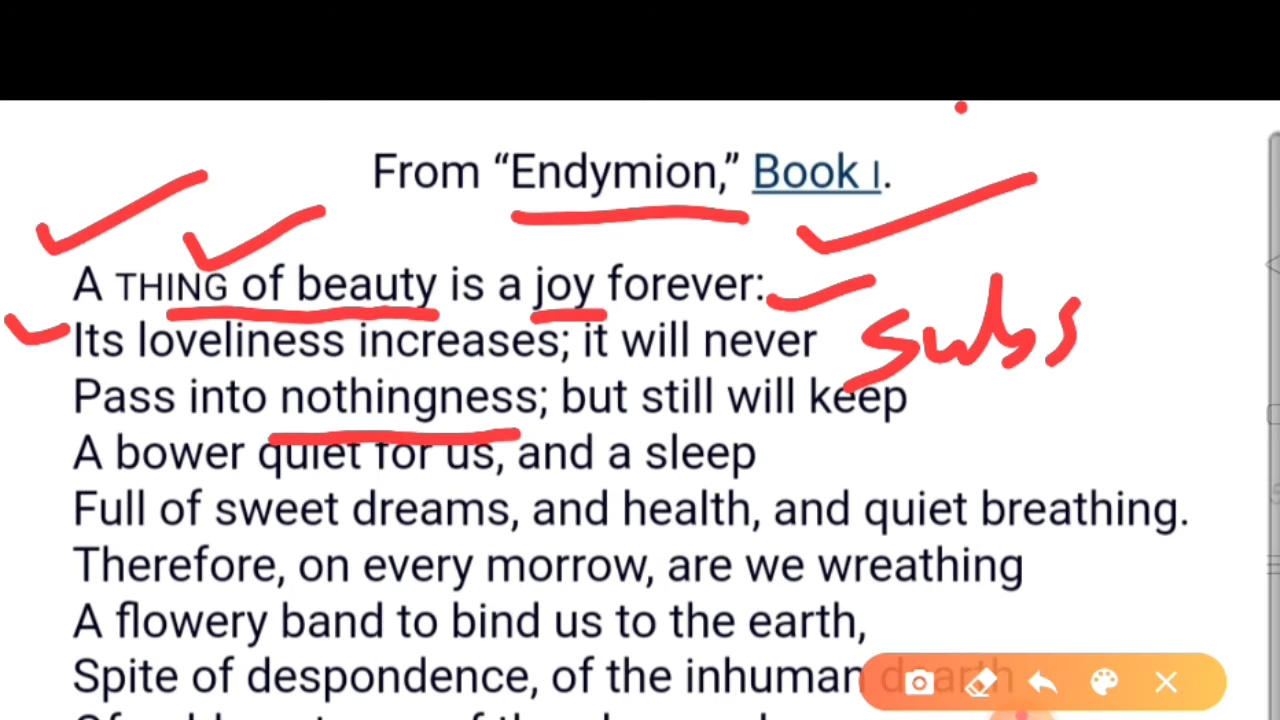 From “Endymion,” Book I.
A THING of beauty is a joy forever:
Its loveliness increases; it will never
subs
Pass into nothingness; but still will keep
A bower quiet for us, and a sleep
Full of sweet dreams, and health, and quiet breathing.
Therefore, on every morrow, are we wreathing
A flowery band to bind us to the earth,
Spite of despondence, of the inhuman dearth